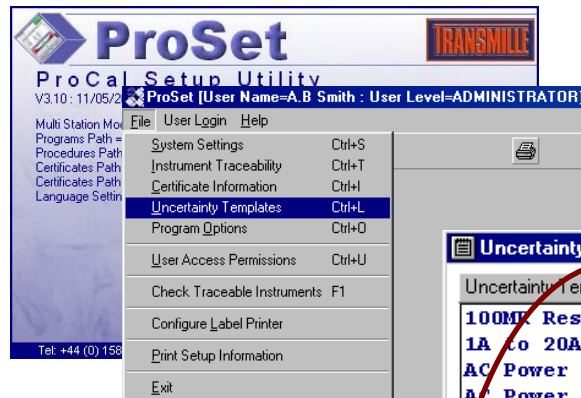 ProSet
TRANSMILLE
ProCal Setup Utility
V3.10 : 11/05/2
ProSet [User Name=A.B Smith : User Level=ADMINISTRATOR]
Multi Station Mo
Programs Path =
Procedures Path
Certificates Path
Certificates Path
Language Settin
File User Login Help
System Settings Ctrl+S
Instrument Traceability Ctrl+T
Certificate Information Ctrl+I
Uncertainty Templates Ctrl+L
Program Options Ctrl+O
User Access Permissions Ctrl+U
Check Traceable Instruments F1
Configure Label Printer
Print Setup Information
Exit
Uncertainty
Uncertainty Te
100MR Res
1A to 20A
AC Power
AC Power
Tel: +44 (0) 158